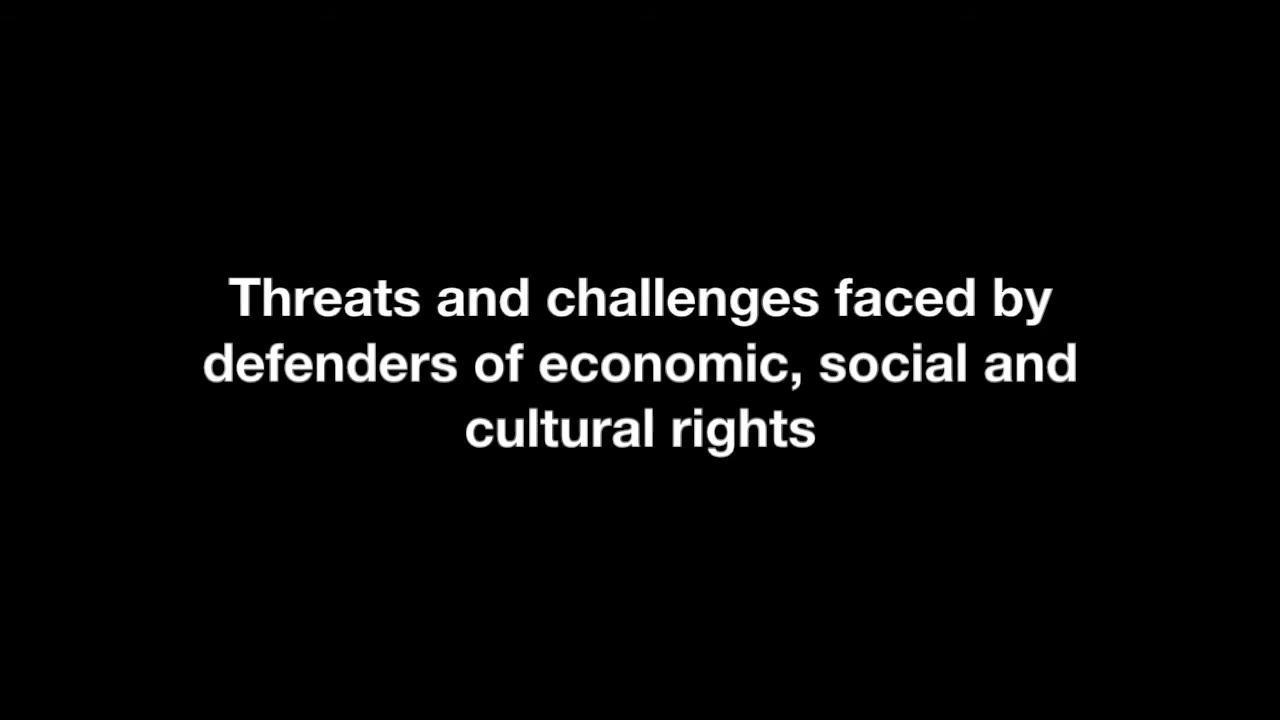 Threats and challenges faced by
defenders of economic, social and
cultural rights